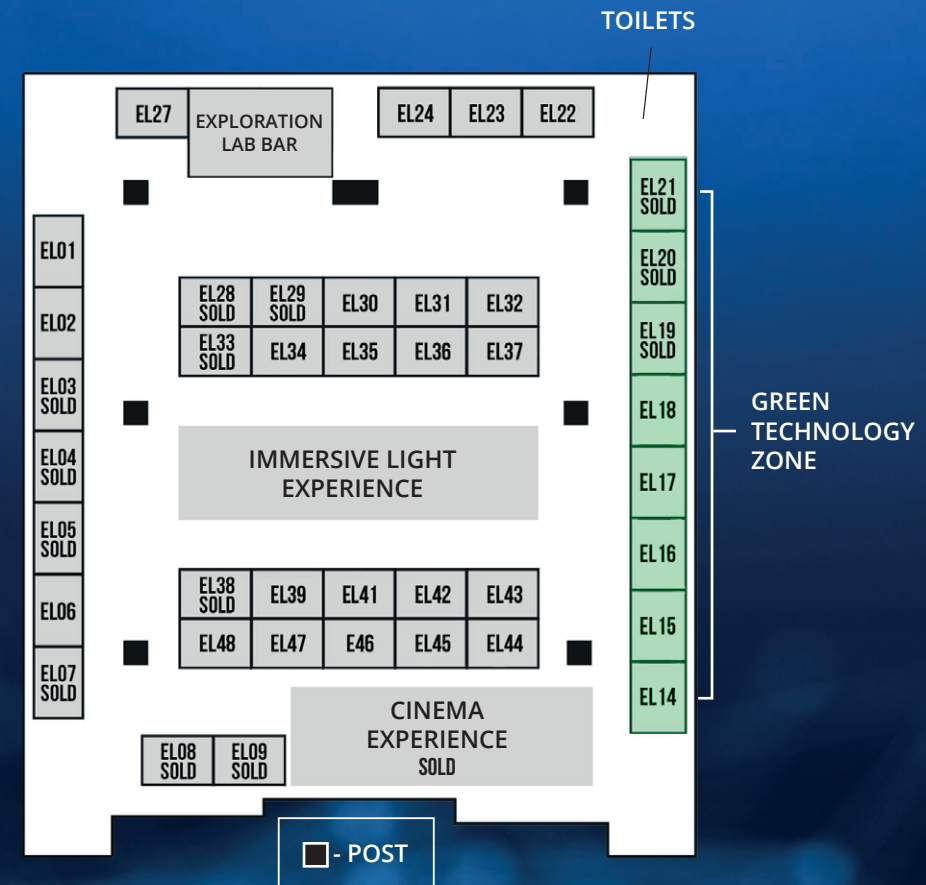 TOILETS
EL27
EXPLORATION
LAB BAR
EL24
EL23
EL22
EL21
SOLD
EL20
SOLD
EL19
SOLD
EL18
EL17
EL16
EL15
EL14
GREEN
TECHNOLOGY
ZONE
EL01
EL02
EL03
SOLD
EL04
SOLD
EL05
SOLD
EL06
EL07
SOLD
EL28
SOLD
EL29
SOLD
EL30
EL31
EL32
EL33
SOLD
EL34
EL35
EL36
EL37
IMMERSIVE LIGHT
EXPERIENCE
EL38
SOLD
EL39
EL41
EL42
EL43
EL48
EL47
E46
EL45
EL44
CINEMA
EXPERIENCE
SOLD
EL08
SOLD
EL09
SOLD
- POST